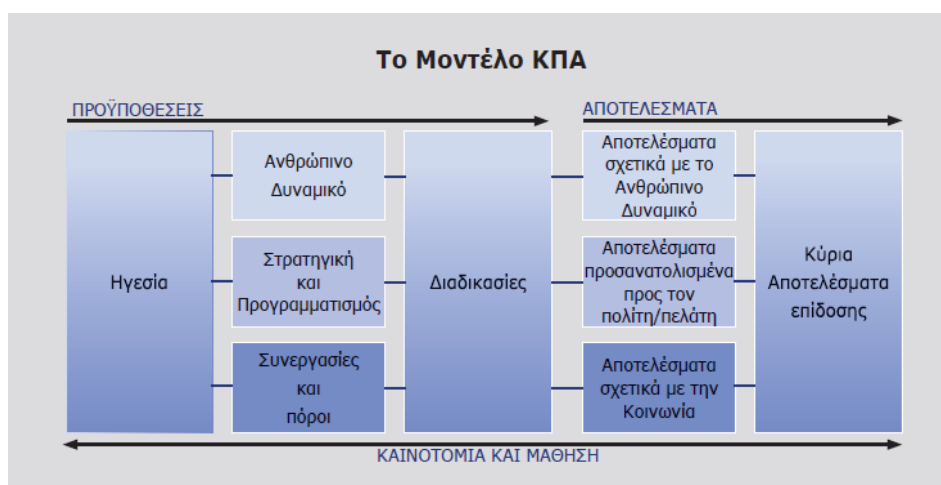 Το Μοντέλο ΚΠΑ
ΠΡΟΫΠΟΘΕΣΕΙΣ
ΑΠΟΤΕΛΕΣΜΑΤΑ
Ηγεσία
Ανθρώπινο
Δυναμικό
Στρατηγική
και
Προγραμματισμός
Συνεργασίες
και
πόροι
Διαδικασίες
Αποτελέσματα
σχετικά με το
Ανθρώπινο
Δυναμικό
Αποτελέσματα
προσανατολισμένα
προς τον
πολίτη/πελάτη
Αποτελέσματα
σχετικά με την
Κοινωνία
Κύρια
Αποτελέσματα
επίδοσης
ΚΑΙΝΟΤΟΜΙΑ ΚΑΙ ΜΑΘΗΣΗ